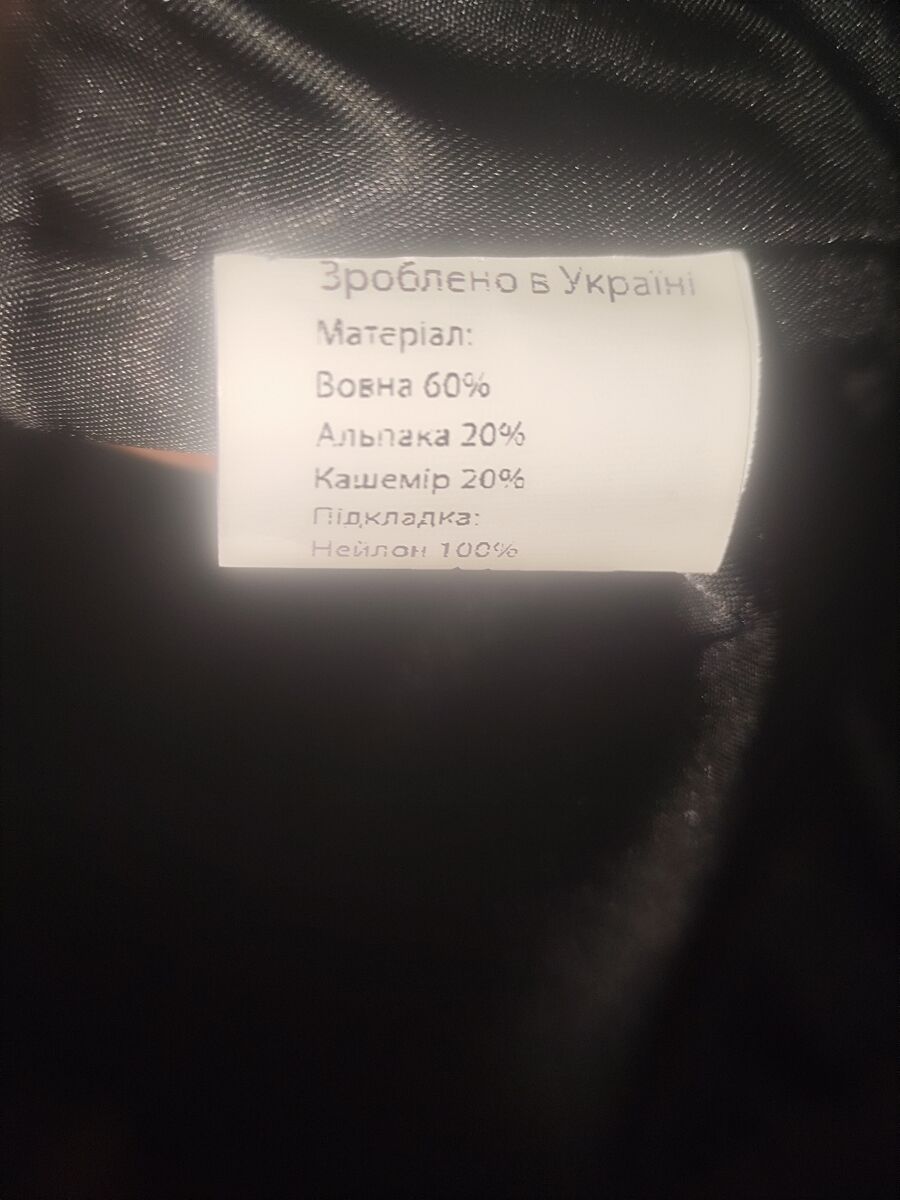 Зроблено в Україні
Матеріал:
Вовна 60%
Альпака 20%
Кашемір 20%
Підкладка:
Нейлон 100%